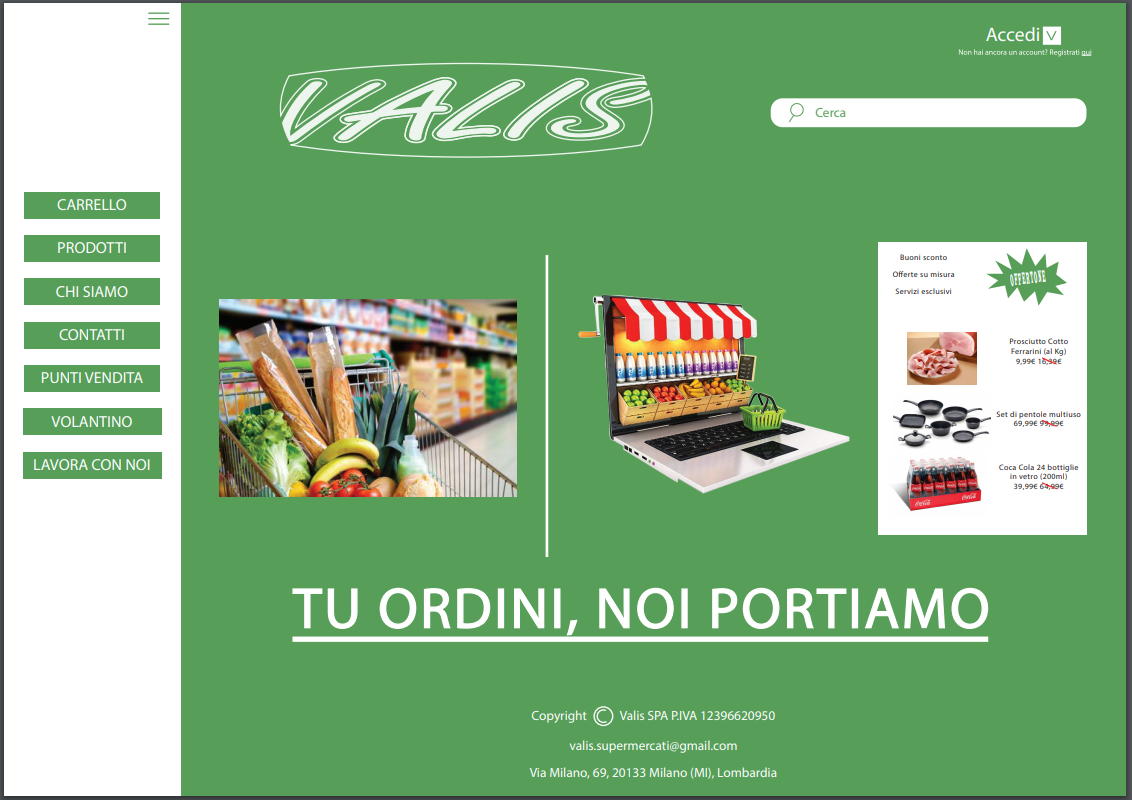 Accedi V
Non hai ancora un account? Registrati qui
VALIS
Cerca
CARRELLO
PRODOTTI
CHI SIAMO
CONTATTI
PUNTI VENDITA
VOLANTINO
LAVORA CON NOI
Buoni sconto
Offerte su misura
Servizi esclusivi
OFFERTONE
Prosciutto Cotto
Ferrarini (al Kg)
9,99€
Set di pentole multiuso
69,99€ 99,99€
Coca Cola 24 bottiglie
in vetro (200ml)
39,99€ 64,99€
TU ORDINI, NOI PORTIAMO
Copyright © Valis SPA P.IVA 12396620950
valis.supermercati@gmail.com
Via Milano, 69, 20133 Milano (MI), Lombardia